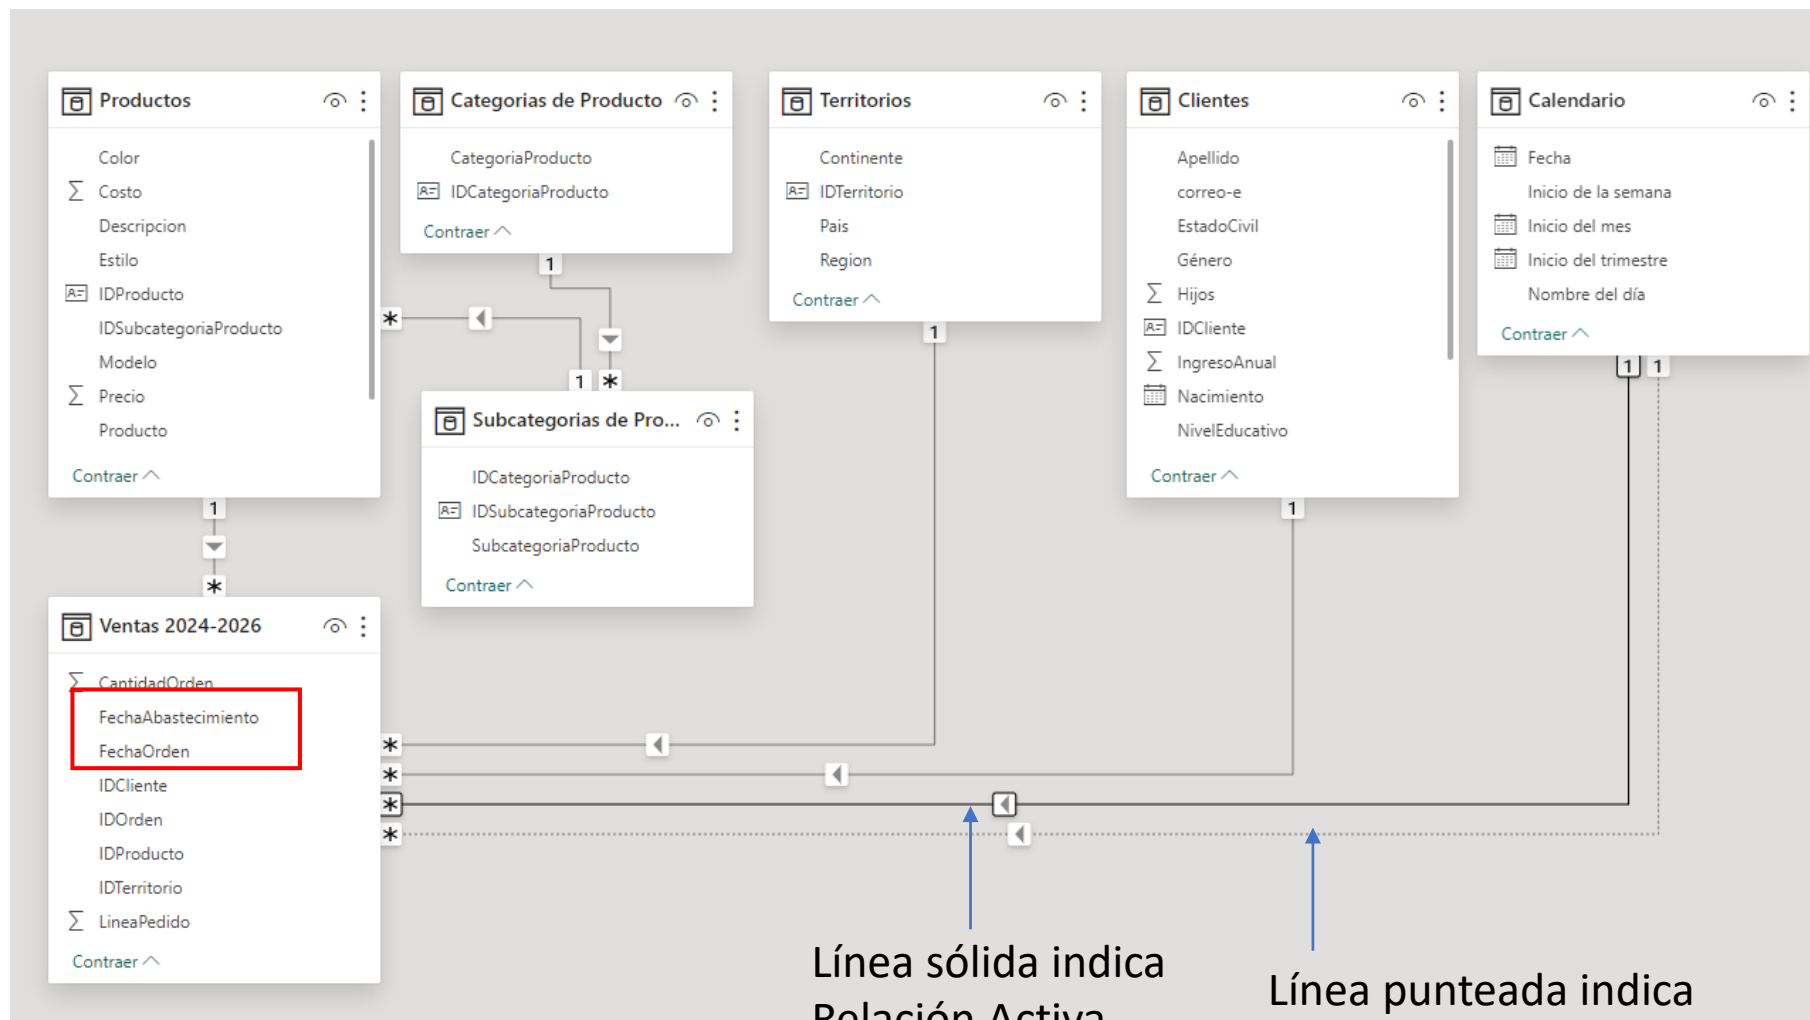 Productos
Color
Costo
Descripcion
Estilo
IDProducto
IDSubcategoriaProducto
Modelo
Precio
Producto
Contraer
1
*
Categorias de Producto
CategoriaProducto
IDCategoriaProducto
Contraer
1
*
1
*
Subcategorias de Pro...
IDCategoriaProducto
IDSubcategoriaProducto
SubcategoriaProducto
Contraer
Territorios
Continente
IDTerritorio
Pais
Region
Contraer
1
Clientes
Apellido
correo-e
EstadoCivil
Género
Hijos
IDCliente
IngresoAnual
Nacimiento
NivelEducativo
Contraer
1
Calendario
Fecha
Inicio de la semana
Inicio del mes
Inicio del trimestre
Nombre del día
Contraer
1 1
Ventas 2024-2026
CantidadOrden
FechaAbastecimiento
FechaOrden
IDCliente
IDOrden
IDProducto
IDTerritorio
LineaPedido
Contraer
*
*
*
*
Línea sólida indica
Relación Activa
Línea punteada indica